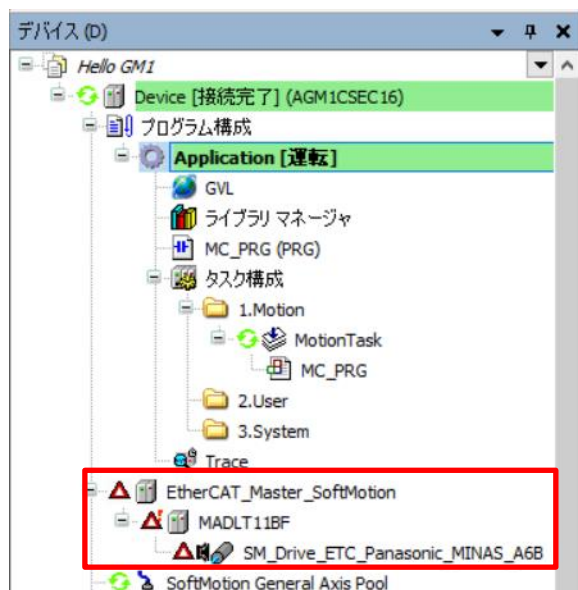 デバイス (D)
Hello GM1
Device [接続完了] (AGM1CSEC16)
プログラム構成
Application [運転]
GVL
ライブラリ マネージャ
MC_PRG (PRG)
タスク構成
1.Motion
MotionTask
MC_PRG
2.User
3.System
Trace
EtherCAT_Master_SoftMotion
MADLT11BF
SM_Drive_ETC_Panasonic_MINAS_A6B
SoftMotion General Axis Pool